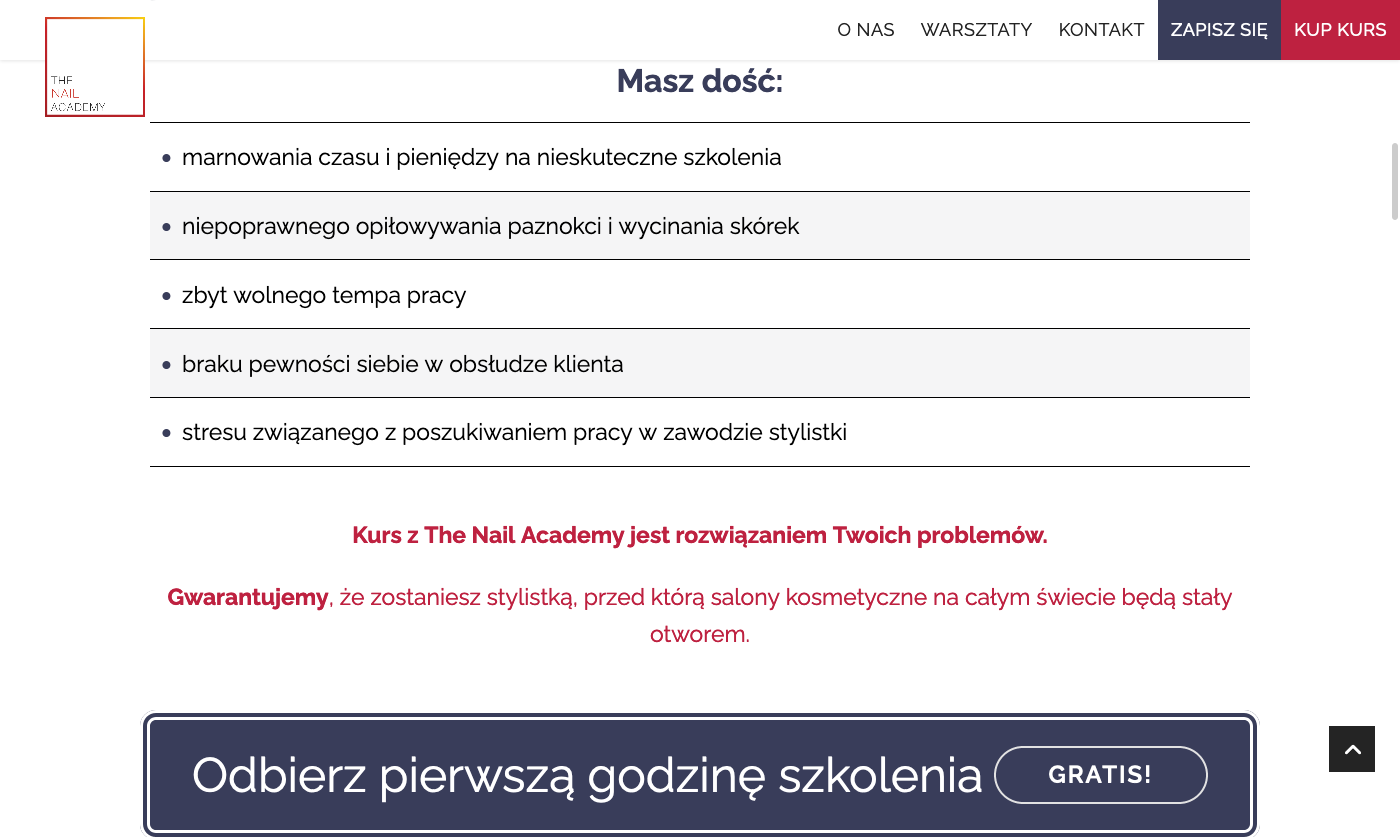 THE
NAIL
ACADEMY
O NAS WARSZTATY KONTAKT ZAPISZ SIĘ KUP KURS
Masz dość:
• marnowania czasu i pieniędzy na nieskuteczne szkolenia
• niepoprawnego opiłowywania paznokci i wycinania skórek
• zbyt wolnego tempa pracy
• braku pewności siebie w obsłudze klienta
• stresu związanego z poszukiwaniem pracy w zawodzie stylistki
Kurs z The Nail Academy jest rozwiązaniem Twoich problemów.
Gwarantujemy, że zostaniesz stylistką, przed którą salony kosmetyczne na całym świecie będą stały
otworem.
Odbierz pierwszą godzinę szkolenia GRATIS!